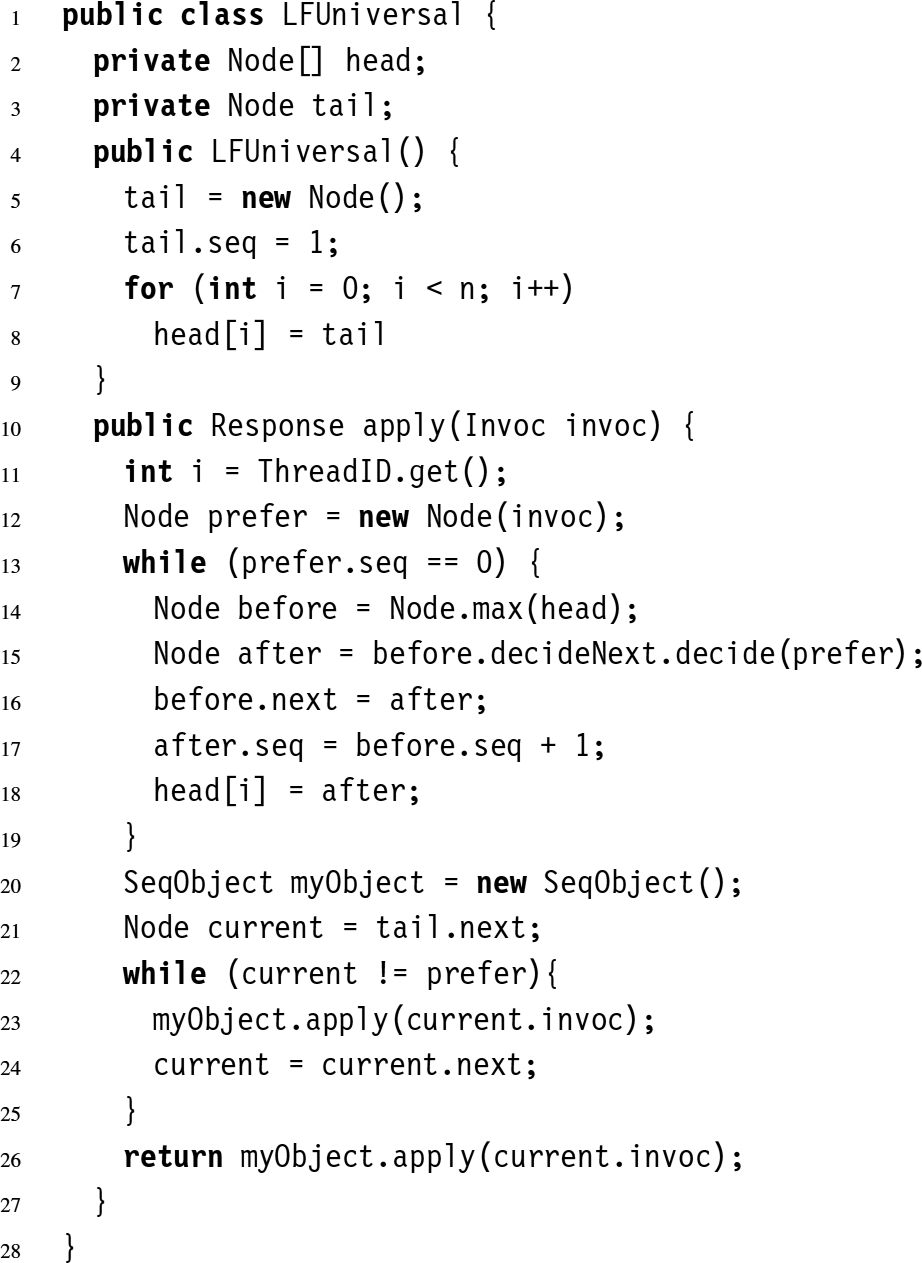 1 public class LFUniversal {
2 private Node[] head;
3 private Node tail;
4 public LFUniversal() {
5 tail = new Node();
6 tail.seq = 1;
7 for (int i = 0; i < n; i++)
8 head[i] = tail
9 }
10 public Response apply(Invoc invoc) {
11 int i = ThreadID.get();
12 Node prefer = new Node(invoc);
13 while (prefer.seq == 0) {
14 Node before = Node.max(head);
15 Node after = before.decideNext.decide(prefer);
16 before.next = after;
17 after.seq = before.seq + 1;
18 head[i] = after;
19 }
20 SeqObject myObject = new SeqObject();
21 Node current = tail.next;
22 while (current != prefer){
23 myObject.apply(current.invoc);
24 current = current.next;
25 }
26 return myObject.apply(current.invoc);
27 }
28 }